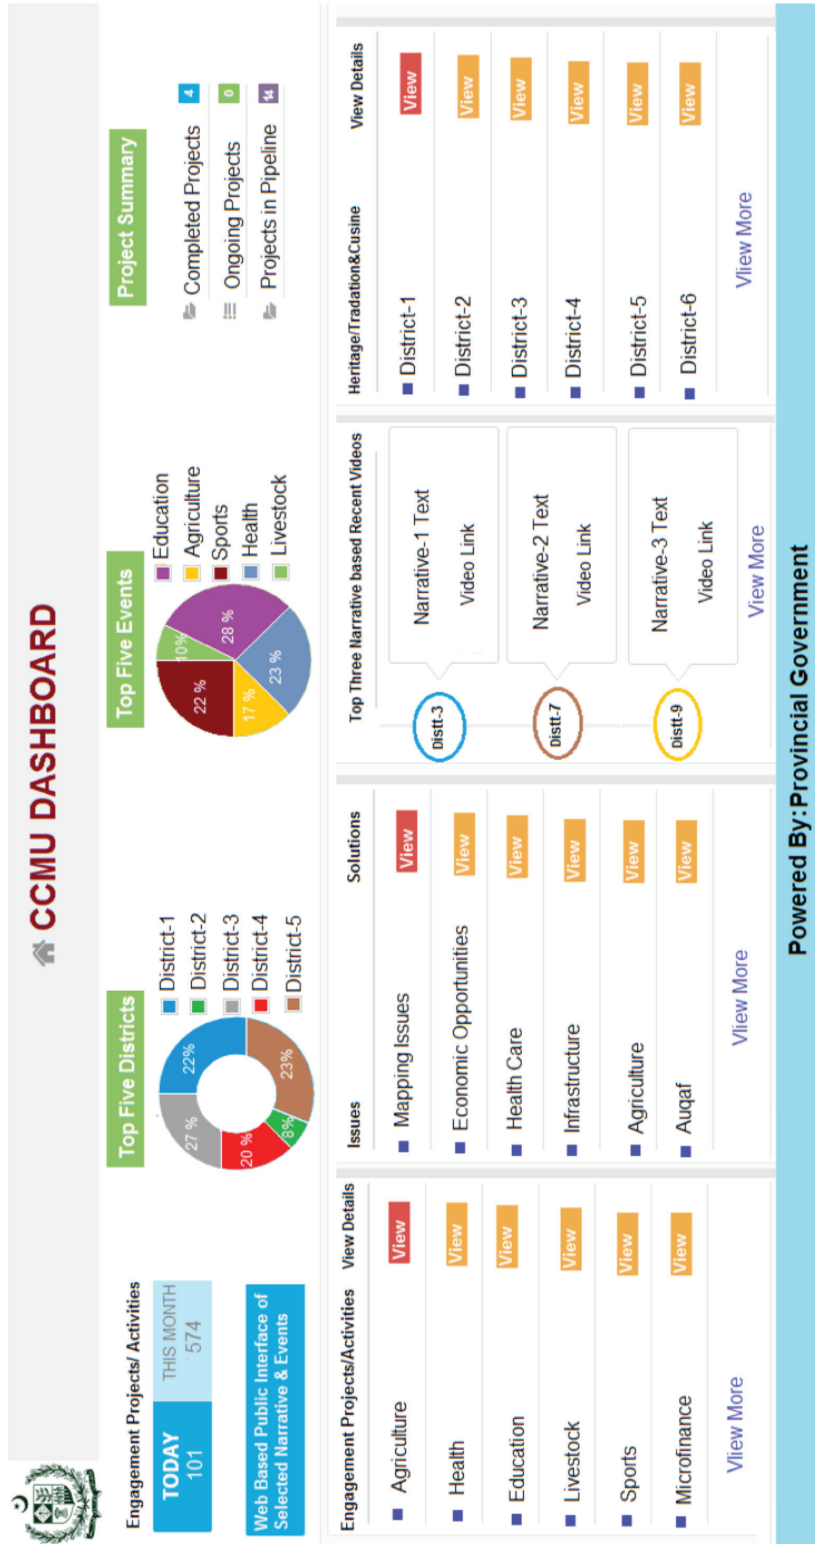 CCMU DASHBOARD
Engagement Projects/ Activities
TODAY
101
THIS MONTH
574
Web Based Public Interface of
Selected Narrative & Events
Top Five Districts
22%
27 %
20 %
8%
23%
District-1
District-2
District-3
District-4
District-5
Top Five Events
10%
22 %
28 %
17 %
23 %
Education
Agriculture
Sports
Health
Livestock
Project Summary
Completed Projects 4
Ongoing Projects 0
Projects in Pipeline 14
Engagement Projects/Activities View Details
Agriculture View
Health View
Education View
Livestock View
Sports View
Microfinance View
VIiew More
Issues Solutions
Mapping Issues View
Economic Opportunities View
Health Care View
Infrastructure View
Agriculture View
Auqaf View
VIiew More
Top Three Narrative based Recent Videos
Distt-3
Narrative-1 Text
Video Link
Distt-7
Narrative-2 Text
Video Link
Distt-9
Narrative-3 Text
Video Link
View More
Heritage/Tradation&Cusine View Details
District-1 View
District-2 View
District-3 View
District-4 View
District-5 View
District-6 View
VIiew More
Powered By:Provincial Government